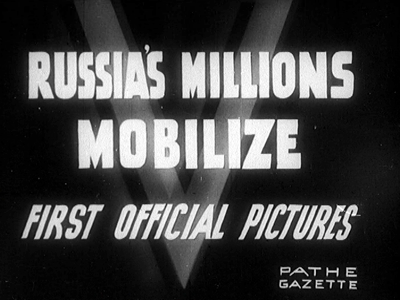 RUSSIA'S MILLIONS
MOBILIZE
FIRST OFFICIAL PICTURES
PATHE
GAZETTE